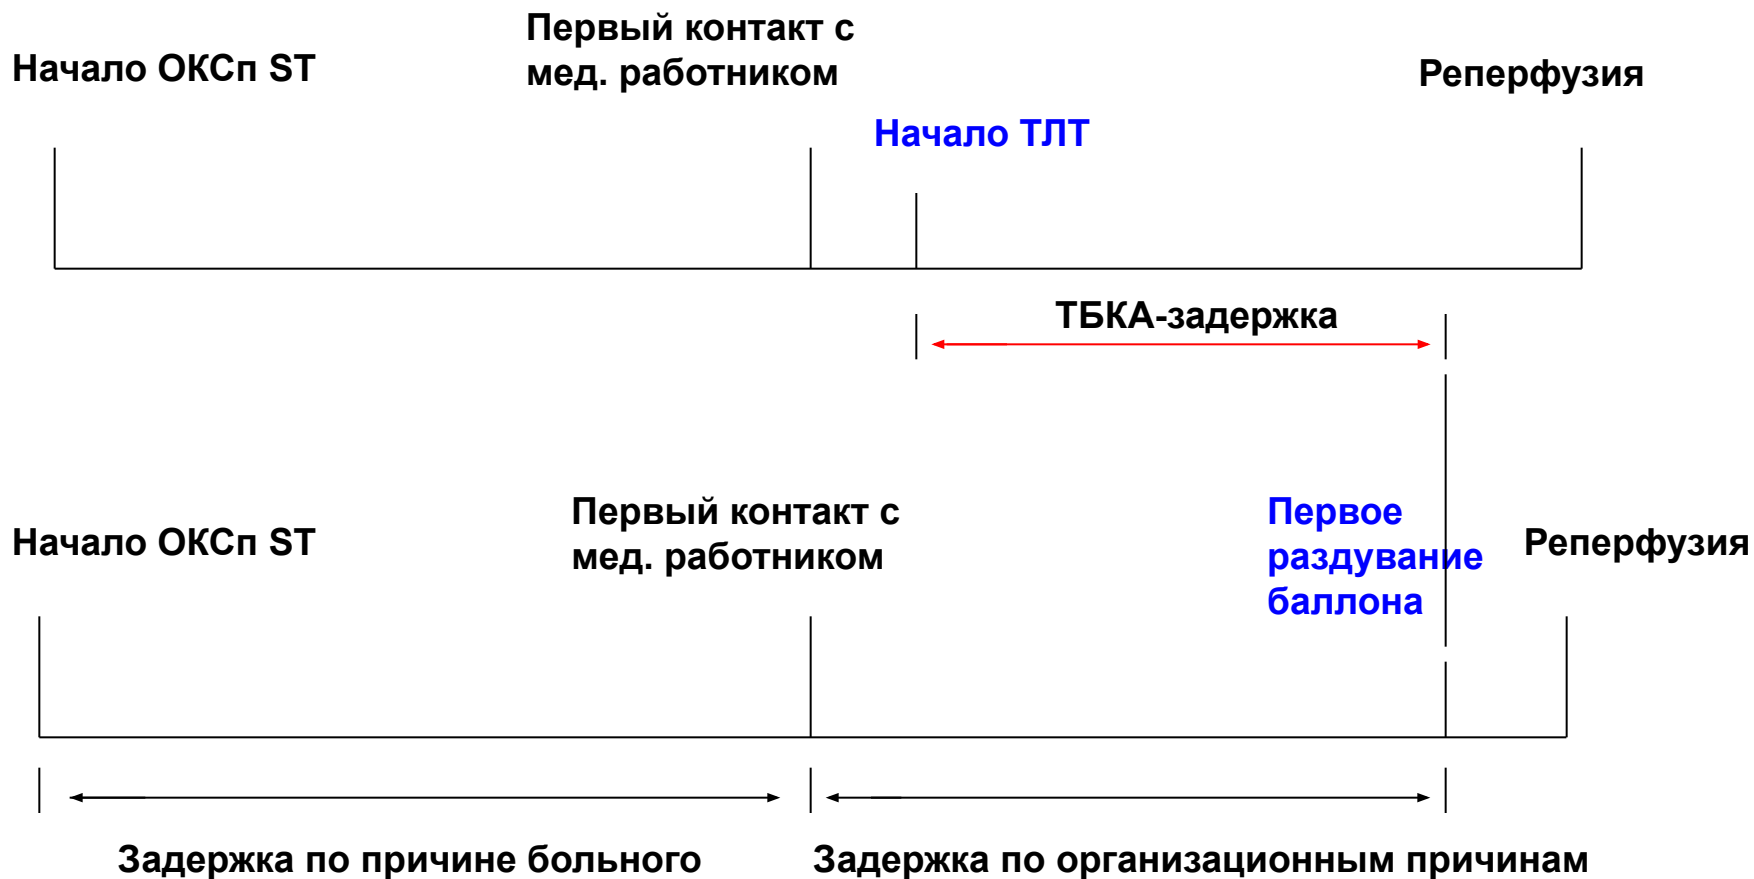 Начало ОКСп ST
Первый контакт с
мед. работником
Реперфузия
Начало ТЛТ
ТБКА-задержка
Начало ОКСп ST
Первый контакт с
мед. работником
Первое
раздувание
баллона
Реперфузия
Задержка по причине больного
Задержка по организационным причинам